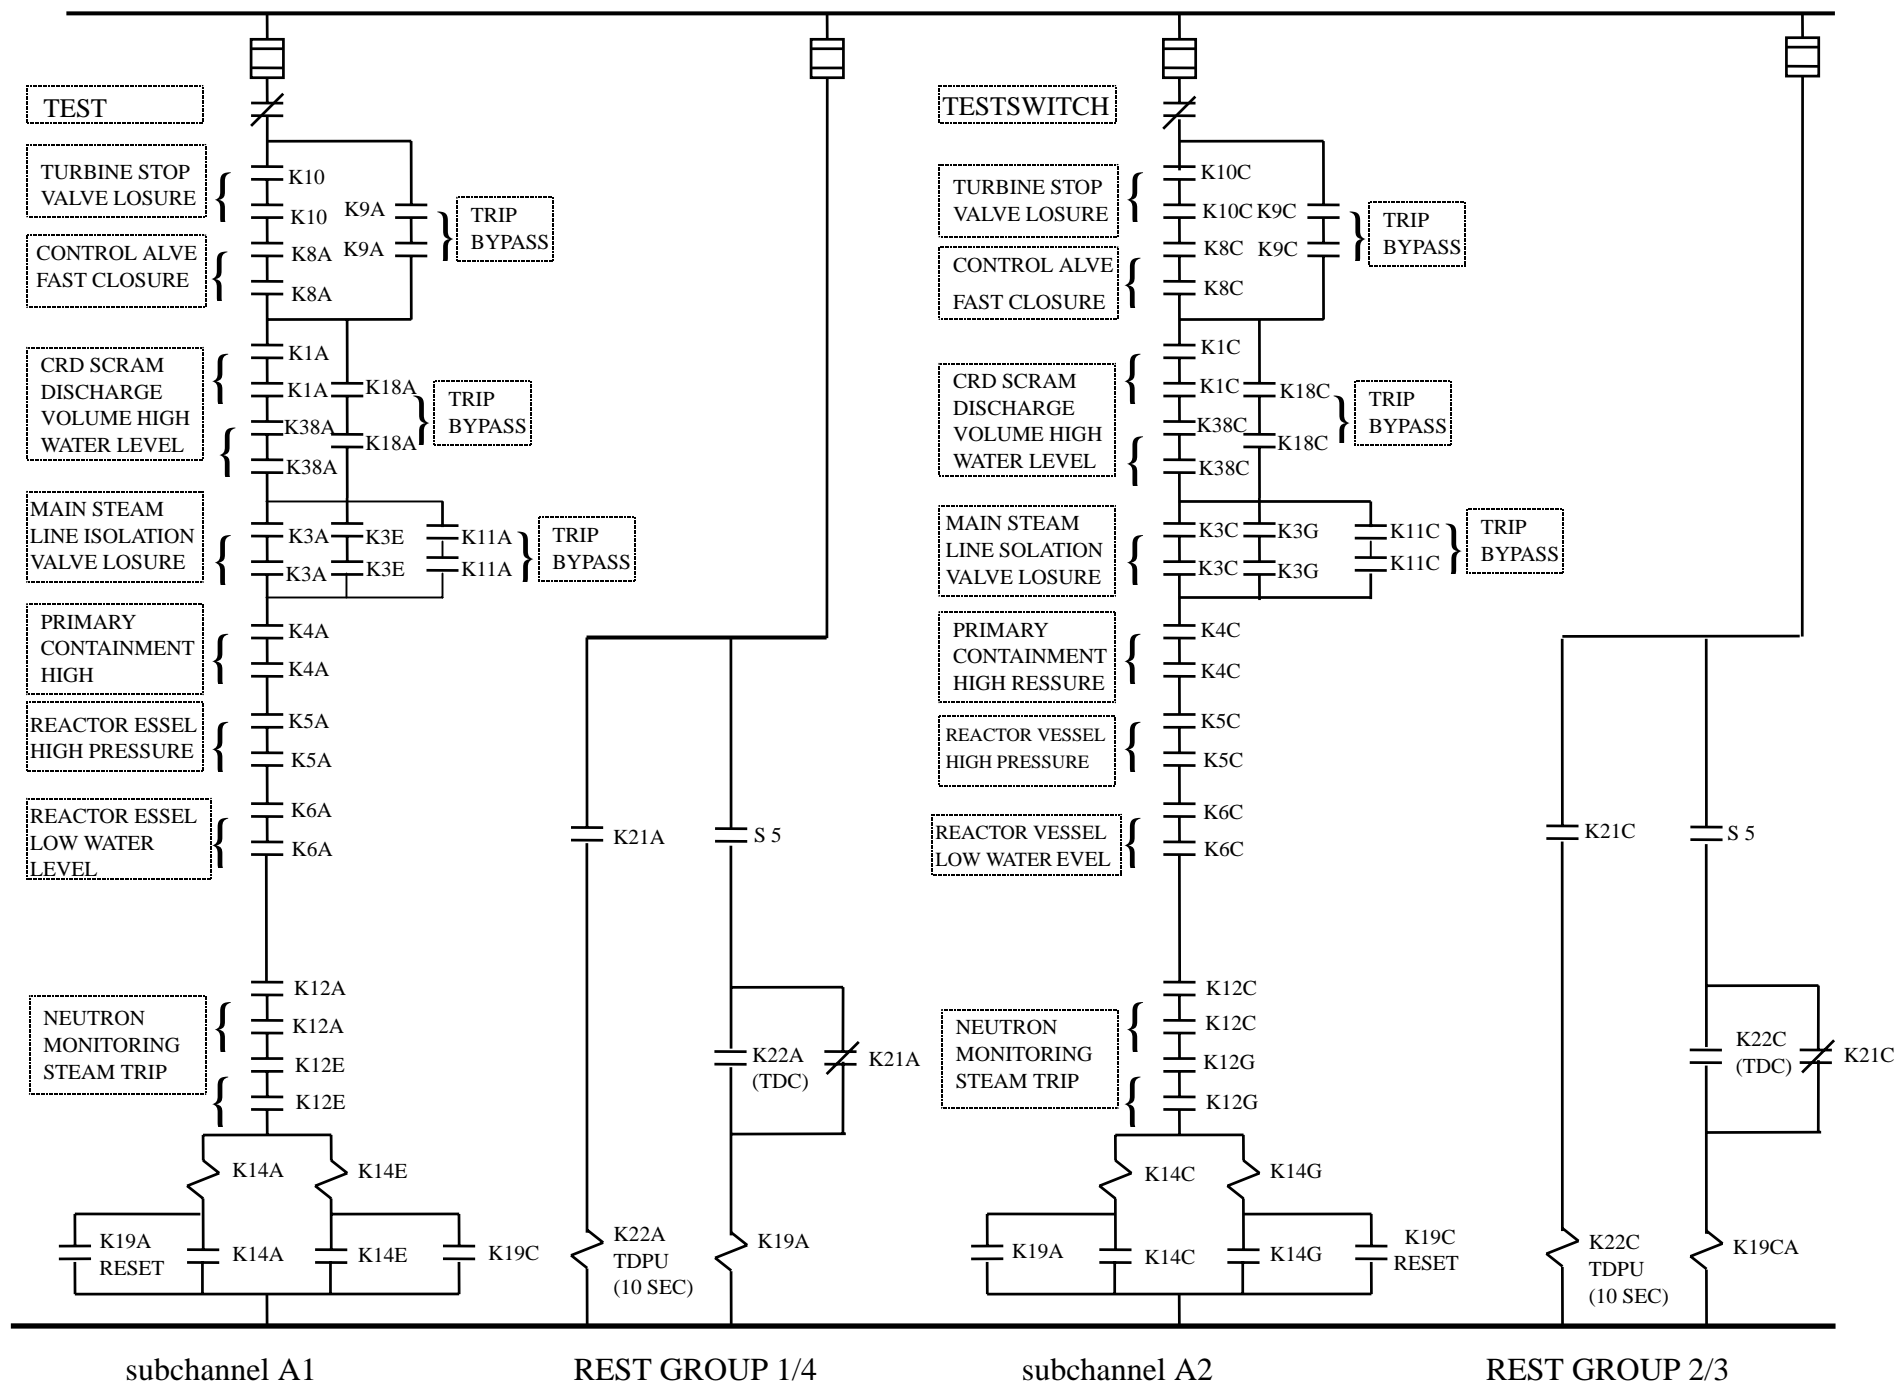 TEST
TURBINE STOP
VALVE LOSURE
K10
K10
K9A
TRIP
BYPASS
CONTROL ALVE
FAST CLOSURE
K8A
K9A
K8A
CRD SCRAM
DISCHARGE
VOLUME HIGH
WATER LEVEL
K1A
K1A
K18A
K38A
K18A
K38A
TRIP
BYPASS
MAIN STEAM
LINE ISOLATION
VALVE LOSURE
K3A
K3E
K11A
K3A
K3E
K11A
TRIP
BYPASS
PRIMARY
CONTAINMENT
HIGH
K4A
K4A
REACTOR ESSEL
HIGH PRESSURE
K5A
K5A
REACTOR ESSEL
LOW WATER
LEVEL
K6A
K6A
NEUTRON
MONITORING
STEAM TRIP
K12A
K12A
K12E
K12E
K14A
K14E
K19A
RESET
K14A
K14E
K19C
subchannel A1
K21A
S 5
K22A
(TDC)
K21A
K22A
TDPU
(10 SEC)
K19A
REST GROUP 1/4
TESTSWITCH
TURBINE STOP
VALVE LOSURE
K10C
K10C
K9C
TRIP
BYPASS
CONTROL ALVE
FAST CLOSURE
K8C
K9C
K8C
CRD SCRAM
DISCHARGE
VOLUME HIGH
WATER LEVEL
K1C
K1C
K18C
K38C
K18C
K38C
TRIP
BYPASS
MAIN STEAM
LINE SOLATION
VALVE LOSURE
K3C
K3G
K11C
K3C
K3G
K11C
TRIP
BYPASS
PRIMARY
CONTAINMENT
HIGH RESSURE
K4C
K4C
REACTOR VESSEL
HIGH PRESSURE
K5C
K5C
REACTOR VESSEL
LOW WATER EVEL
K6C
K6C
NEUTRON
MONITORING
STEAM TRIP
K12C
K12C
K12G
K12G
K14C
K14G
K19A
K14C
K14G
K19C
RESET
subchannel A2
K21C
S 5
K22C
(TDC)
K21C
K22C
TDPU
(10 SEC)
K19CA
REST GROUP 2/3